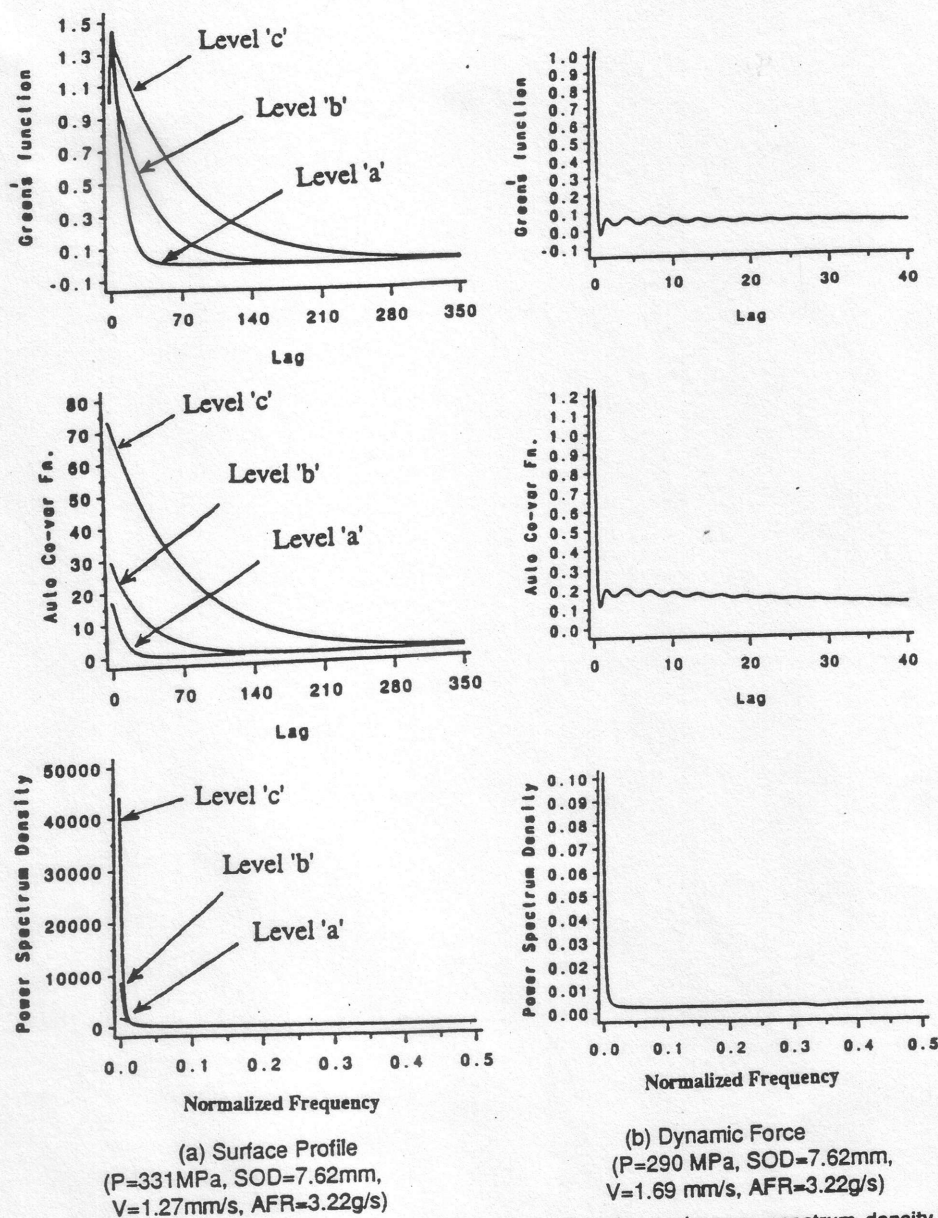 1.5
1.3
1.1
0.9
0.7
0.5
0.3
0.1
-0.1
Green's function
Level 'c'
Level 'b'
Level 'a'
0 70 140 210 280 350
Lag
1.0
0.9
0.8
0.7
0.6
0.5
0.4
0.3
0.2
0.1
0.0
-0.1
Green's function
0 10 20 30 40
Lag
80
70
60
50
40
30
20
10
0
Auto Co-var Fn.
Level 'c'
Level 'b'
Level 'a'
0 70 140 210 280 350
Lag
1.2
1.1
1.0
0.9
0.8
0.7
0.6
0.5
0.4
0.3
0.2
0.1
0.0
Auto Co-var Fn.
0 10 20 30 40
Lag
50000
40000
30000
20000
10000
0
Power Spectrum Density
Level 'c'
Level 'b'
Level 'a'
0.0 0.1 0.2 0.3 0.4 0.5
Normalized Frequency
0.10
0.09
0.08
0.07
0.06
0.05
0.04
0.03
0.02
0.01
0.00
Power Spectrum Density
0.0 0.1 0.2 0.3 0.4 0.5
Normalized Frequency
(a) Surface Profile
(P=331MPa, SOD=7.62mm,
V=1.27mm/s, AFR=3.22g/s)
(b) Dynamic Force
(P=290 MPa, SOD=7.62mm,
V=1.69 mm/s, AFR=3.22g/s)
spectrum density